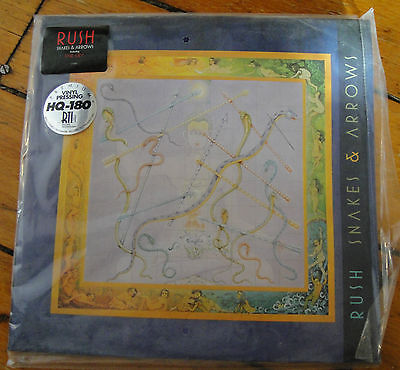 RUSH
SNAKES & ARROWS
VINYL
PRESSING
HQ-180
RTI
RUSH SNAKES & ARROWS